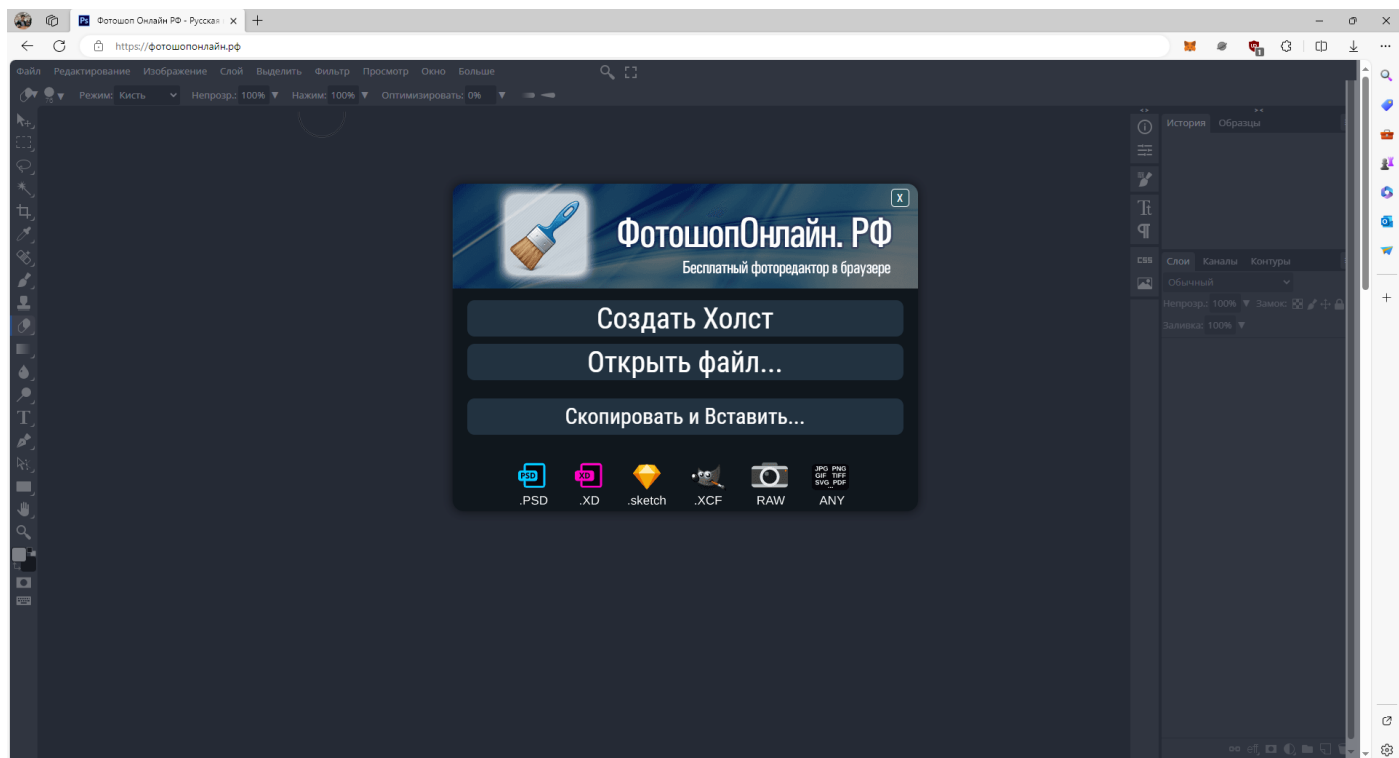 Фотошоп Онлайн РФ - Русская
https://фотошопонлайн.рф
Файл Редактирование Изображение Слой Выделить Фильтр Просмотр Окно Больше
Режим: Кисть Непрозр.: 100% Нажим: 100% Оптимизировать: 0%
История Образцы
ФотошопОнлайн. РФ
Бесплатный фоторедактор в браузере
X
CSS
Слои Каналы Контуры
Обычный
Непрозр.: 100% Замок:
Заливка: 100%
Создать Холст
Открыть файл...
Скопировать и Вставить...
PSD
XD
JPG PNG
GIF TIFF
SVG PDF
...
.PSD .XD .sketch .XCF RAW ANY
eff